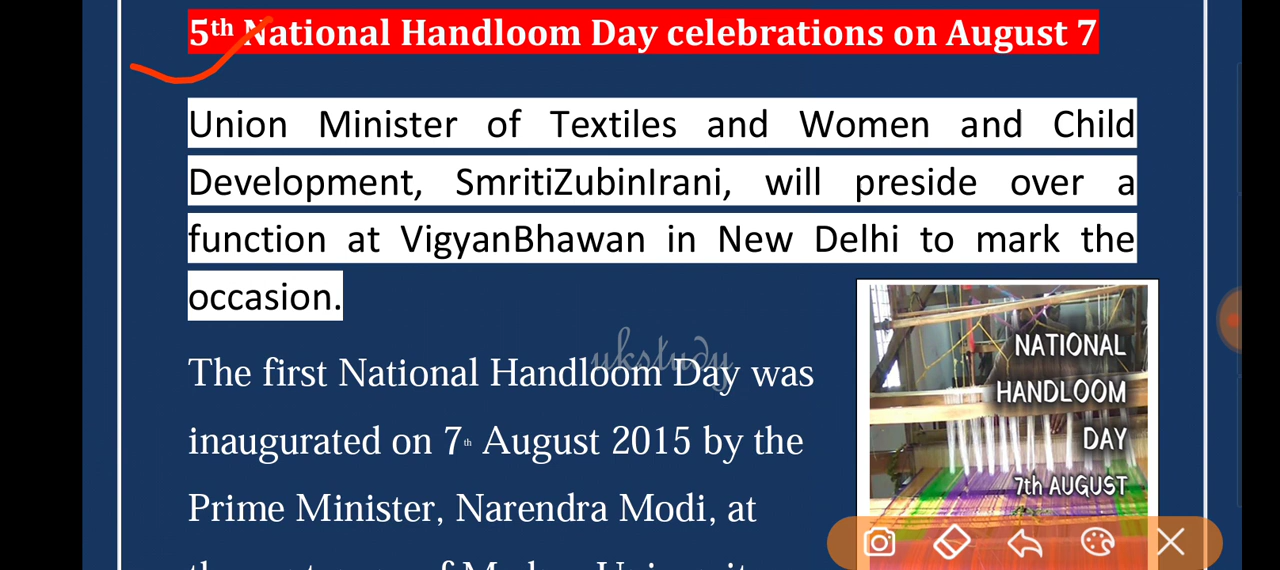 5th National Handloom Day celebrations on August 7
Union Minister of Textiles and Women and Child
Development, SmritiZubinIrani, will preside over a
function at VigyanBhawan in New Delhi to mark the
occasion.
ukstudy
The first National Handloom Day was
inaugurated on 7th August 2015 by the
Prime Minister, Narendra Modi, at
NATIONAL
HANDLOOM
DAY
7th AUGUST